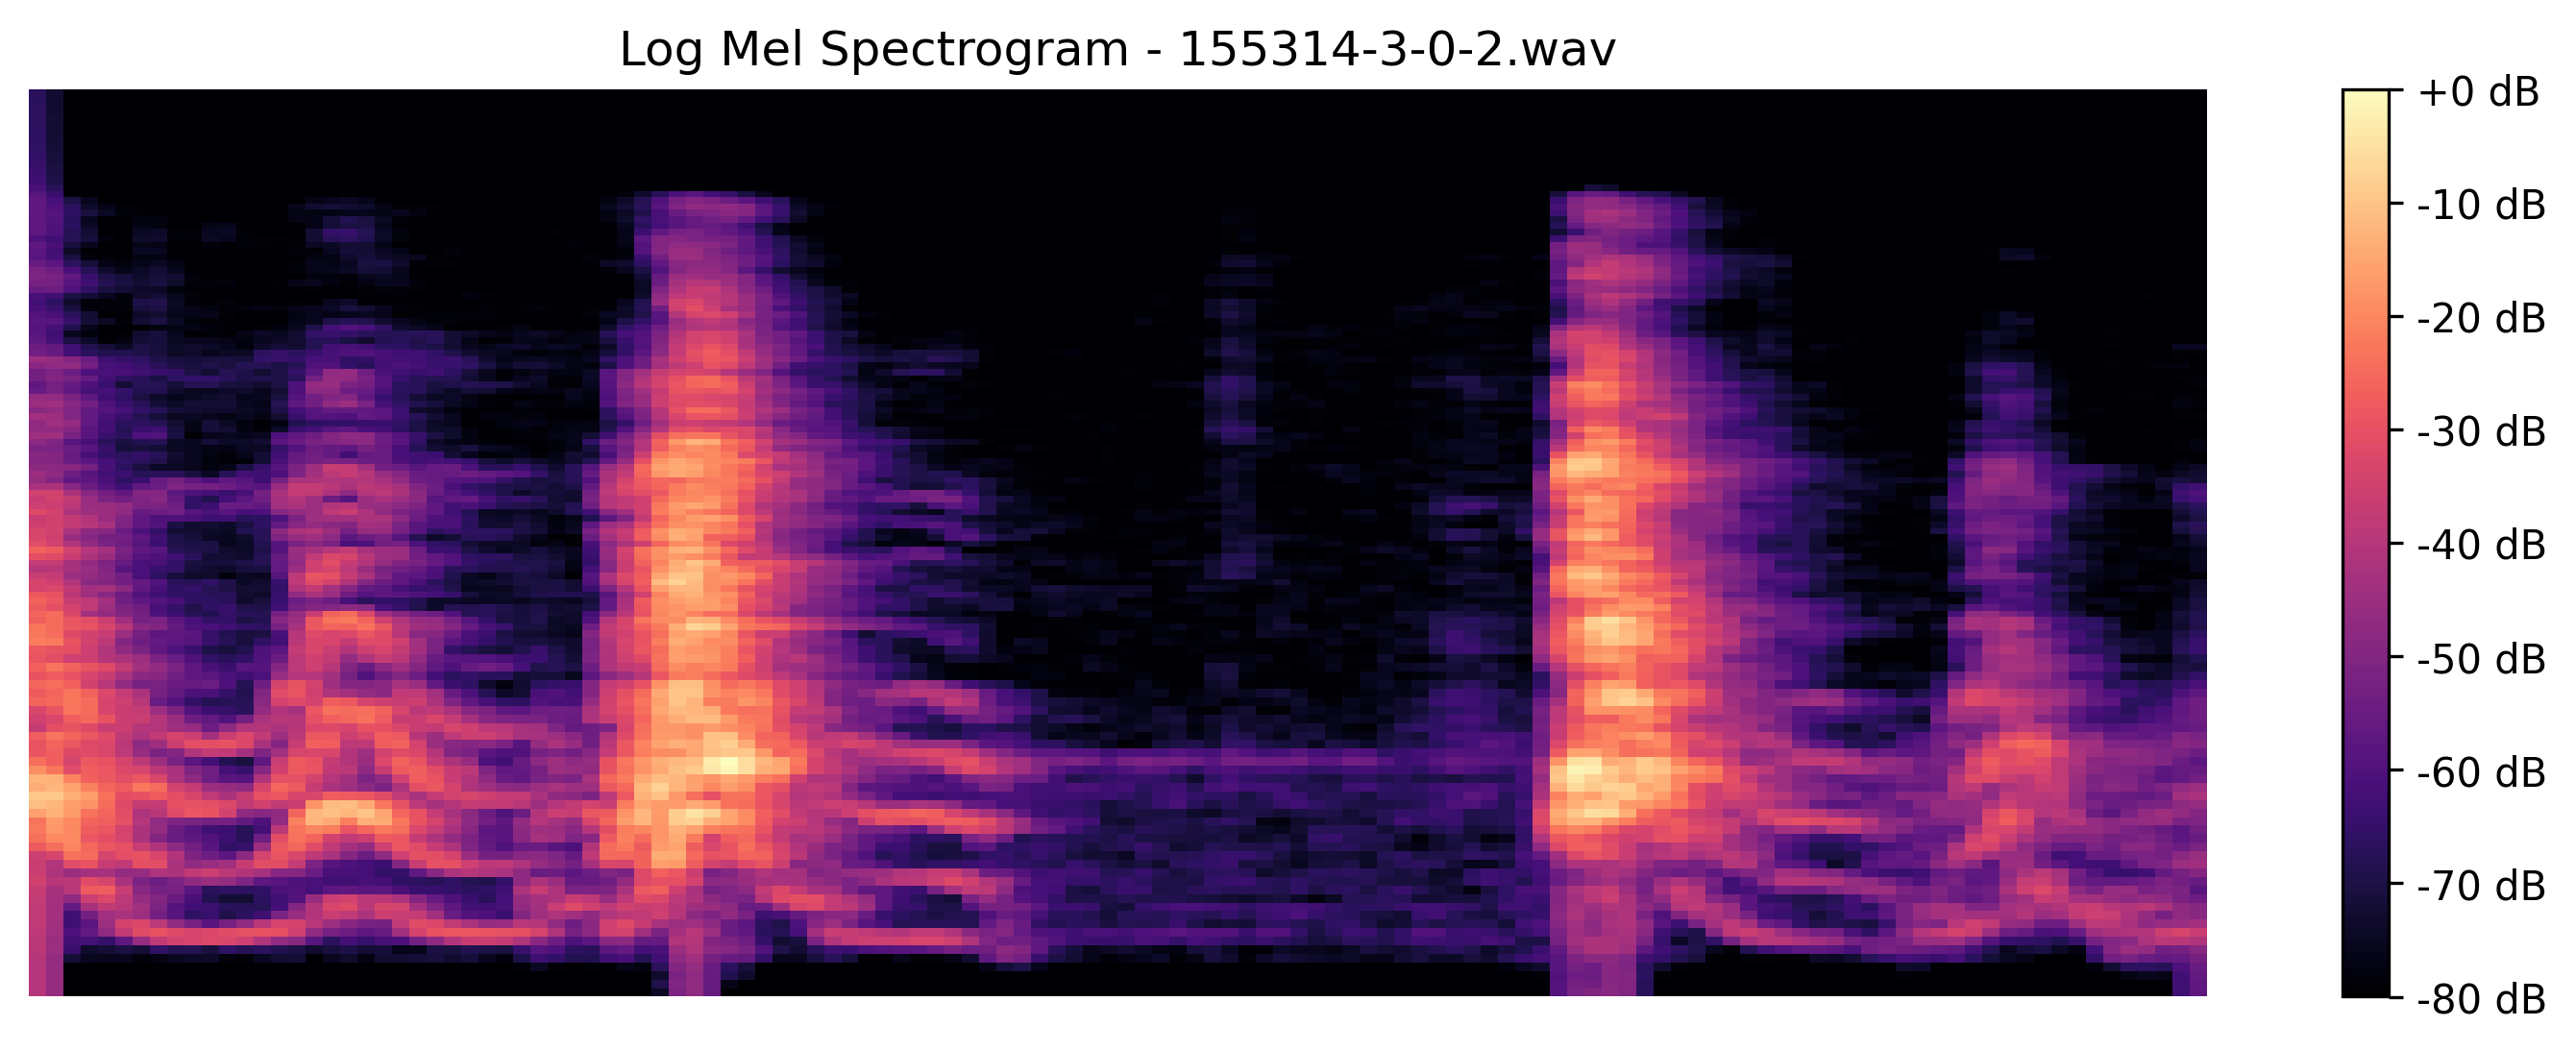 Log Mel Spectrogram - 155314-3-0-2.wav
+0 dB
-10 dB
-20 dB
-30 dB
-40 dB
-50 dB
-60 dB
-70 dB
-80 dB